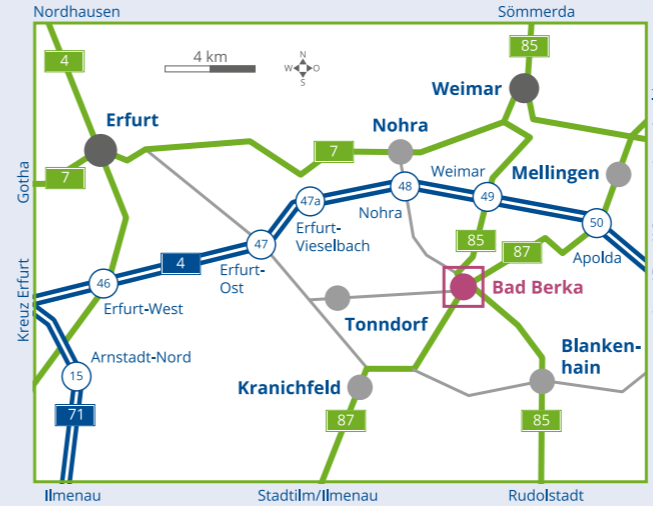 Nordhausen
Sömmerda
4
85
4 km
N
W O
S
Weimar
Erfurt
Nohra
7
Weimar
Mellingen
7
Gotha
48
49
47a
Nohra
50
Erfurt-
Vieselbach
85
87
47
4
Apolda
Erfurt-
Ost
46
Bad Berka
Kreuz Erfurt
Erfurt-West
Tonndorf
Arnstadt-Nord
Blanken-
hain
15
Kranichfeld
71
87
85
Ilmenau
Stadtilm/Ilmenau
Rudolstadt